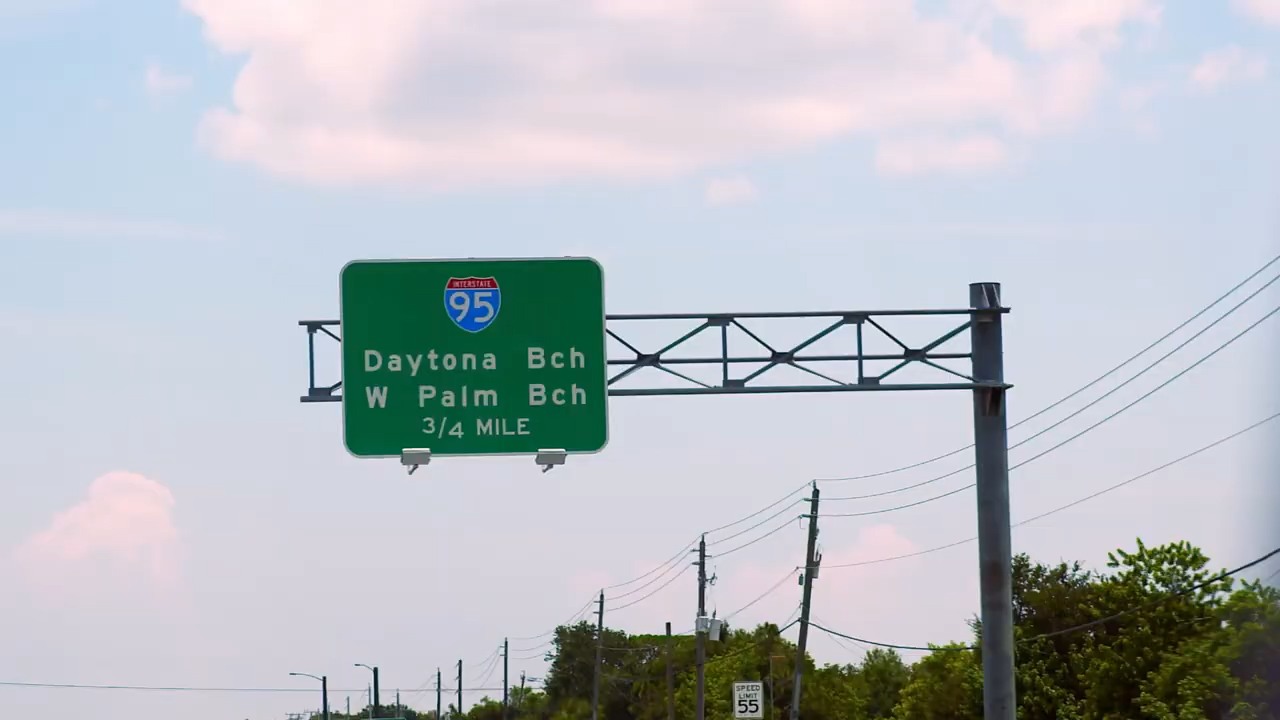 INTERSTATE
95
Daytona Bch
W Palm Bch
3/4 MILE
SPEED
LIMIT
55